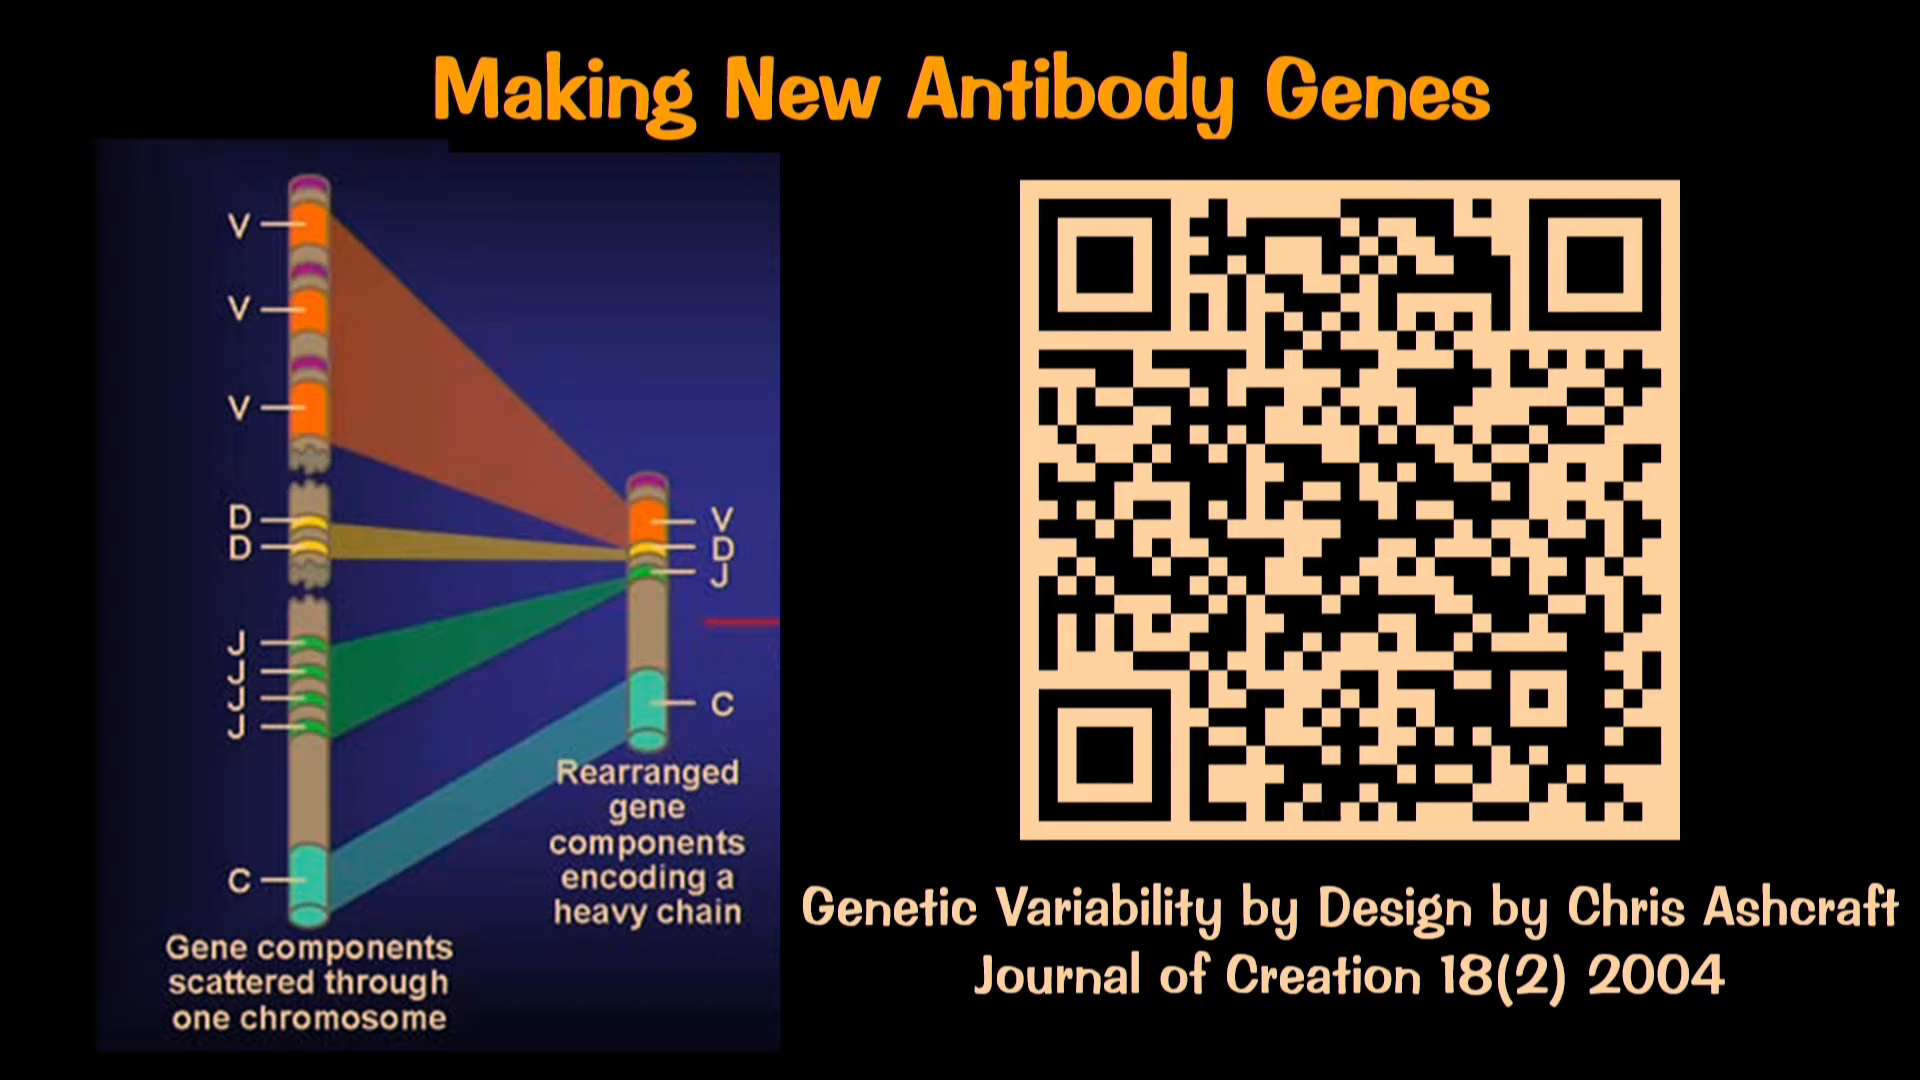 Making New Antibody Genes
V
V
V
D
D
J
J
J
J
C
Gene components
scattered through
one chromosome
V
D
J
C
Rearranged
gene
components
encoding a
heavy chain
Genetic Variability by Design by Chris Ashcraft
Journal of Creation 18(2) 2004